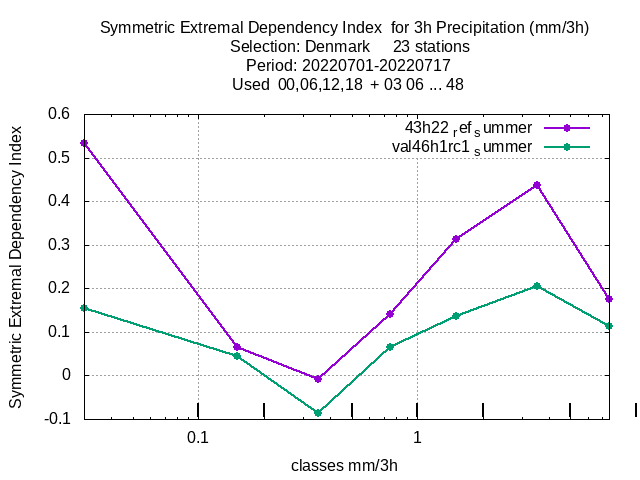 Symmetric Extremal Dependency Index for 3h Precipitation (mm/3h)
Selection: Denmark 23 stations
Period: 20220701-20220717
Used 00,06,12,18 + 03 06 ... 48
0.6
43h22 ref summer
val46h1rc1 summer
0.5
0.4
0.3
0.2
0.1
0
-0.1
0.1 1
Symmetric Extremal Dependency Index
classes mm/3h